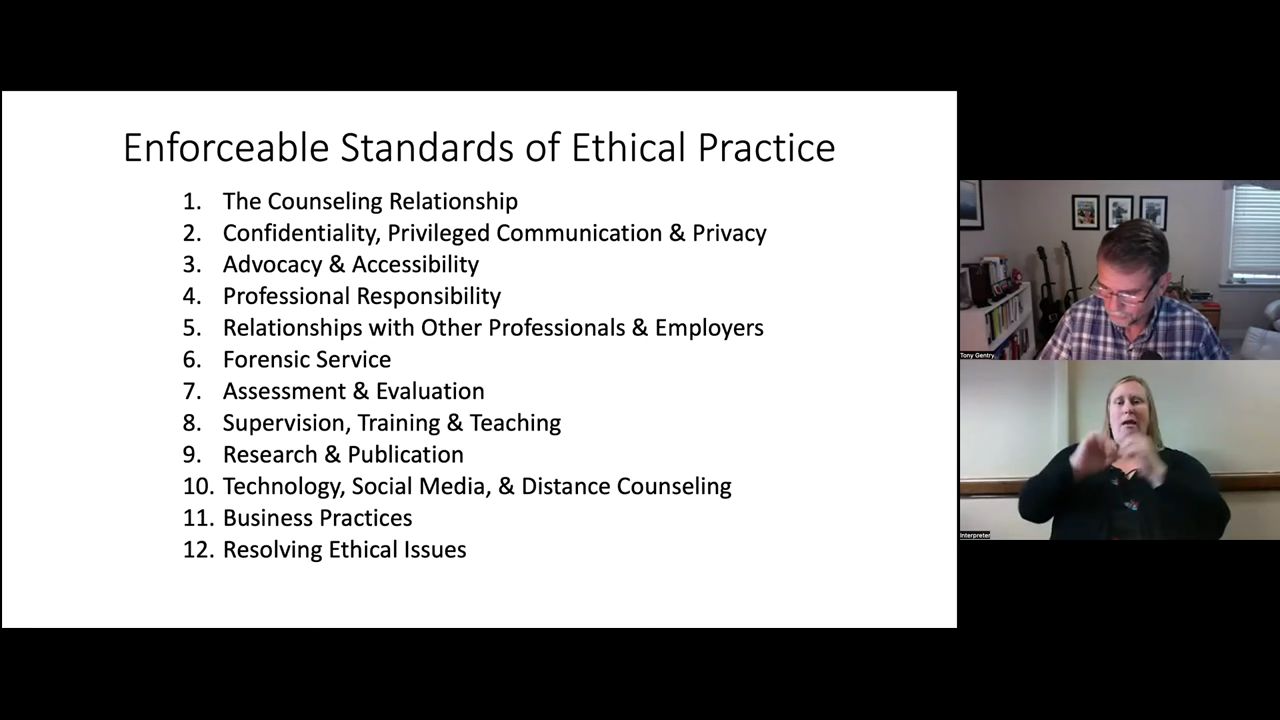 Enforceable Standards of Ethical Practice
1. The Counseling Relationship
2. Confidentiality, Privileged Communication & Privacy
3. Advocacy & Accessibility
4. Professional Responsibility
5. Relationships with Other Professionals & Employers
6. Forensic Service
7. Assessment & Evaluation
8. Supervision, Training & Teaching
9. Research & Publication
10. Technology, Social Media, & Distance Counseling
11. Business Practices
12. Resolving Ethical Issues
Tony Gentry
Interpreter